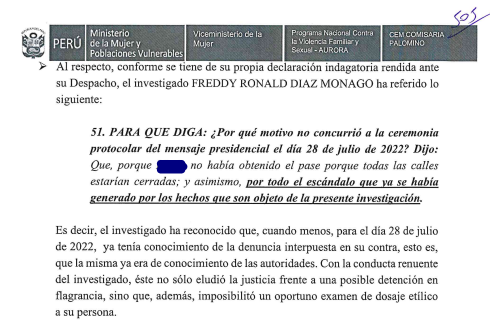 505
PERÚ Ministerio de la Mujer y Poblaciones Vulnerables Viceministerio de la Mujer Programa Nacional Contra la Violencia Familiar y Sexual - AURORA CEM COMISARIA PALOMINO
➤ Al respecto, conforme se tiene de su propia declaración indagatoria rendida ante
su Despacho, el investigado FREDDY RONALD DIAZ MONAGO ha referido lo
siguiente:
51. PARA QUE DIGA: ¿Por qué motivo no concurrió a la ceremonia
protocolar del mensaje presidencial el día 28 de julio de 2022? Dijo:
Que, porque no había obtenido el pase porque todas las calles
estarían cerradas; y asimismo, por todo el escándalo que ya se había
generado por los hechos que son objeto de la presente investigación.
Es decir, el investigado ha reconocido que, cuando menos, para el día 28 de julio
de 2022, ya tenía conocimiento de la denuncia interpuesta en su contra, esto es,
que la misma ya era de conocimiento de las autoridades. Con la conducta renuente
del investigado, éste no sólo eludió la justicia frente a una posible detención en
flagrancia, sino que, además, imposibilitó un oportuno examen de dosaje etílico
a su persona.